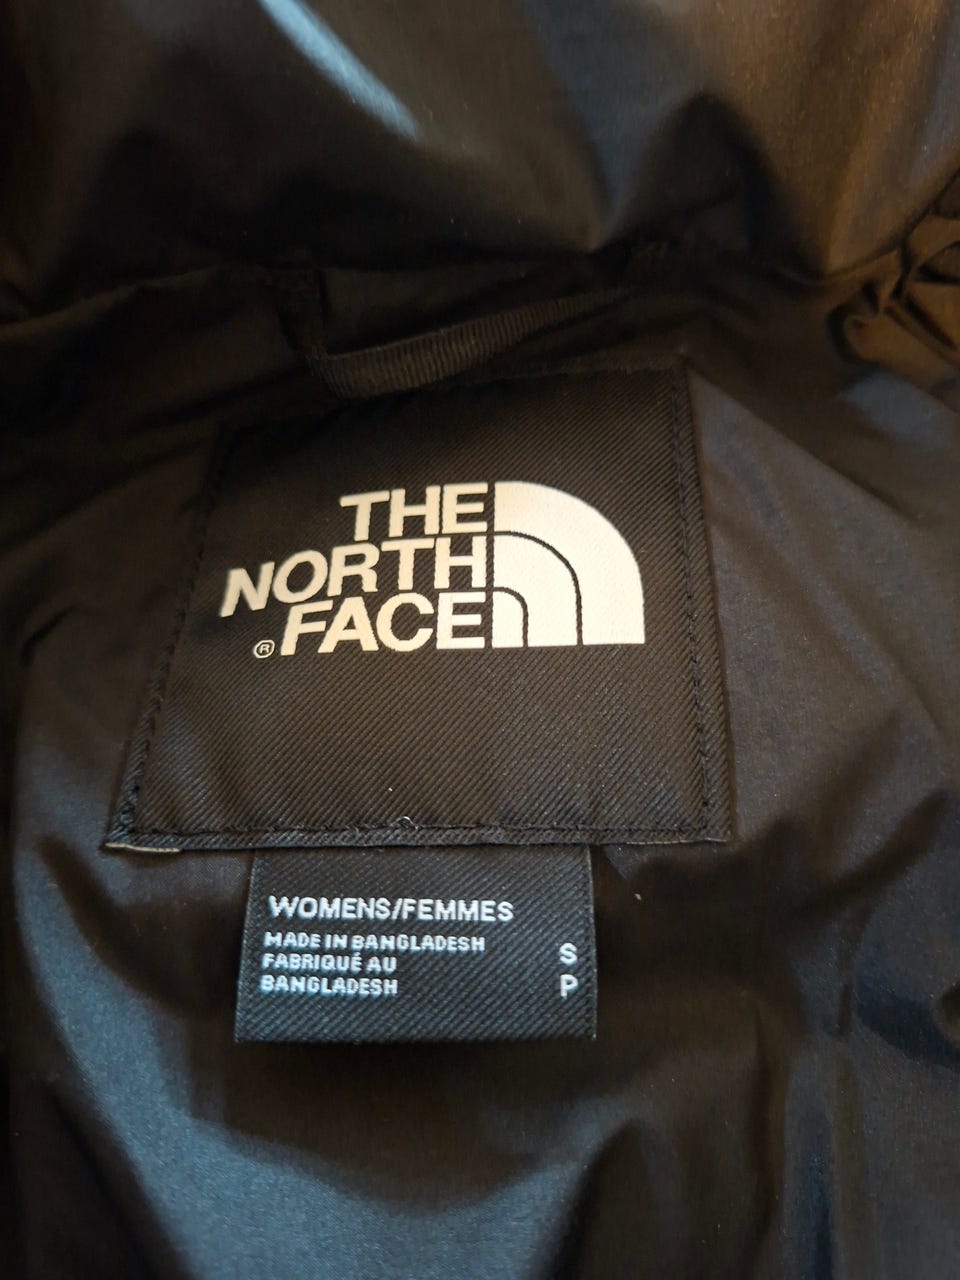 THE
NORTH
® FACE
WOMENS/FEMMES
MADE IN BANGLADESH
FABRIQUÉ AU
BANGLADESH
S
P